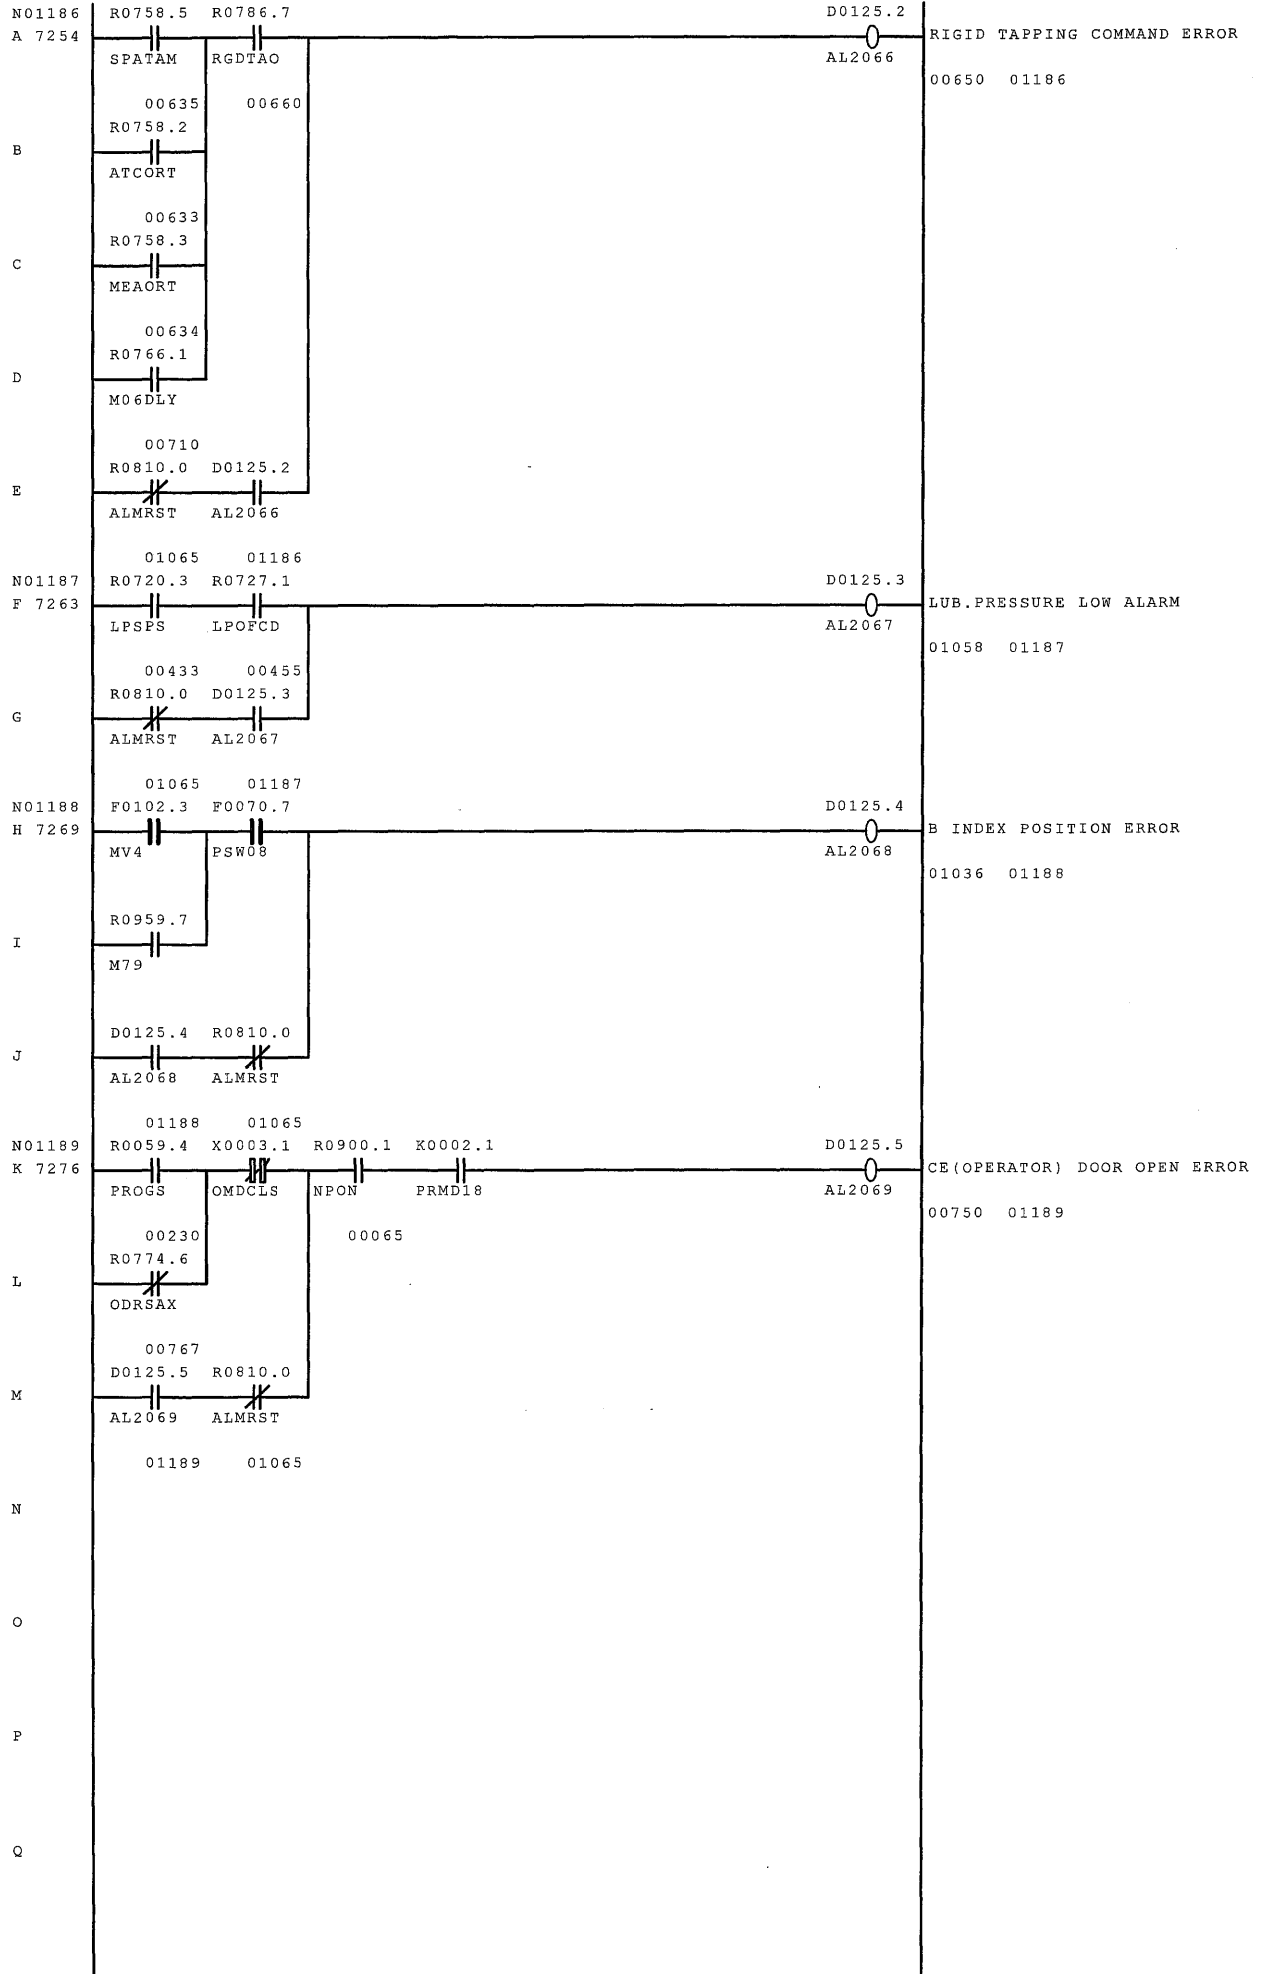 N01186 R0758.5 R0786.7 D0125.2
A 7254 RIGID TAPPING COMMAND ERROR
SPATAM RGDTAO AL2066
00650 01186
00635 00660
R0758.2
B
ATCORT
00633
R0758.3
C
MEAORT
00634
R0766.1
D
M06DLY
00710
R0810.0 D0125.2
E
ALMRST AL2066
01065 01186
N01187 R0720.3 R0727.1 D0125.3
F 7263 LUB.PRESSURE LOW ALARM
LPSPS LPOFCD AL2067
01058 01187
00433 00455
R0810.0 D0125.3
G
ALMRST AL2067
01065 01187
N01188 F0102.3 F0070.7 D0125.4
H 7269 B INDEX POSITION ERROR
MV4 PSW08 AL2068
01036 01188
R0959.7
I
M79
D0125.4 R0810.0
J
AL2068 ALMRST
01188 01065
N01189 R0059.4 X0003.1 R0900.1 K0002.1 D0125.5
K 7276 CE(OPERATOR) DOOR OPEN ERROR
PROGS OMDCLS NPON PRMD18 AL2069
00750 01189
00230 00065
R0774.6
L
ODRSAX
00767
D0125.5 R0810.0
M
AL2069 ALMRST
01189 01065
N
O
P
Q